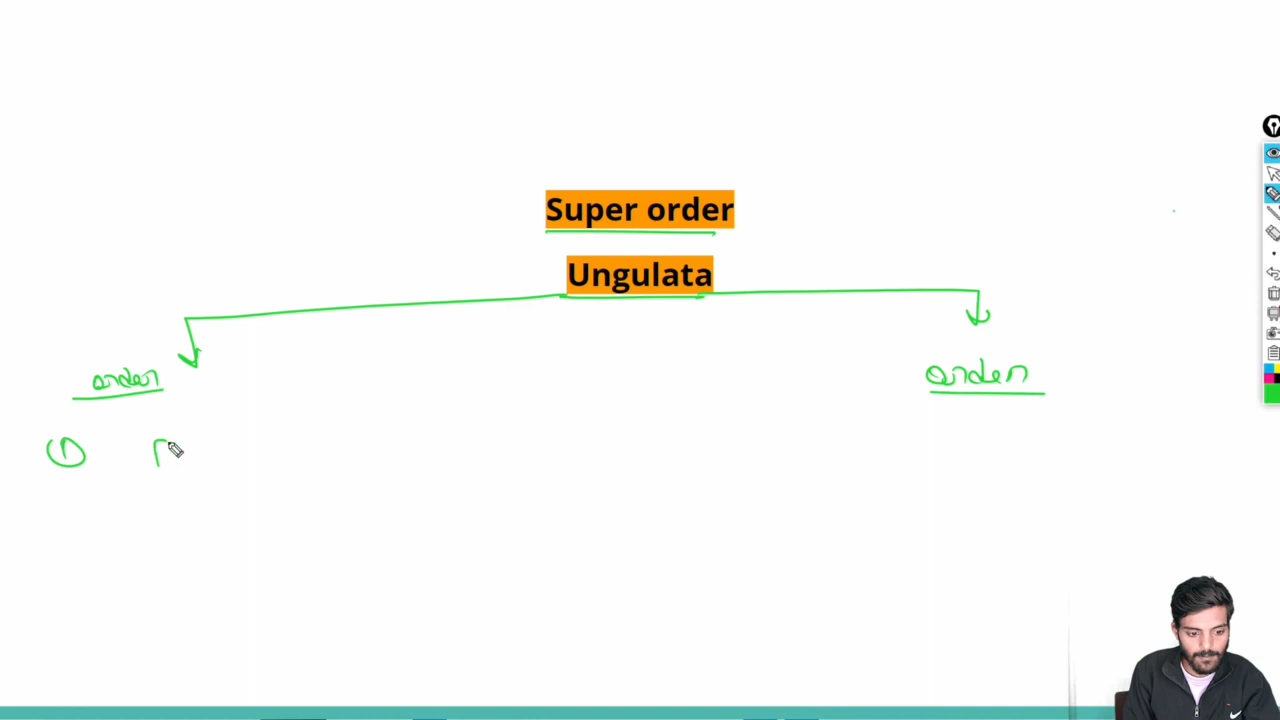 Super order
Ungulata
order
order
①